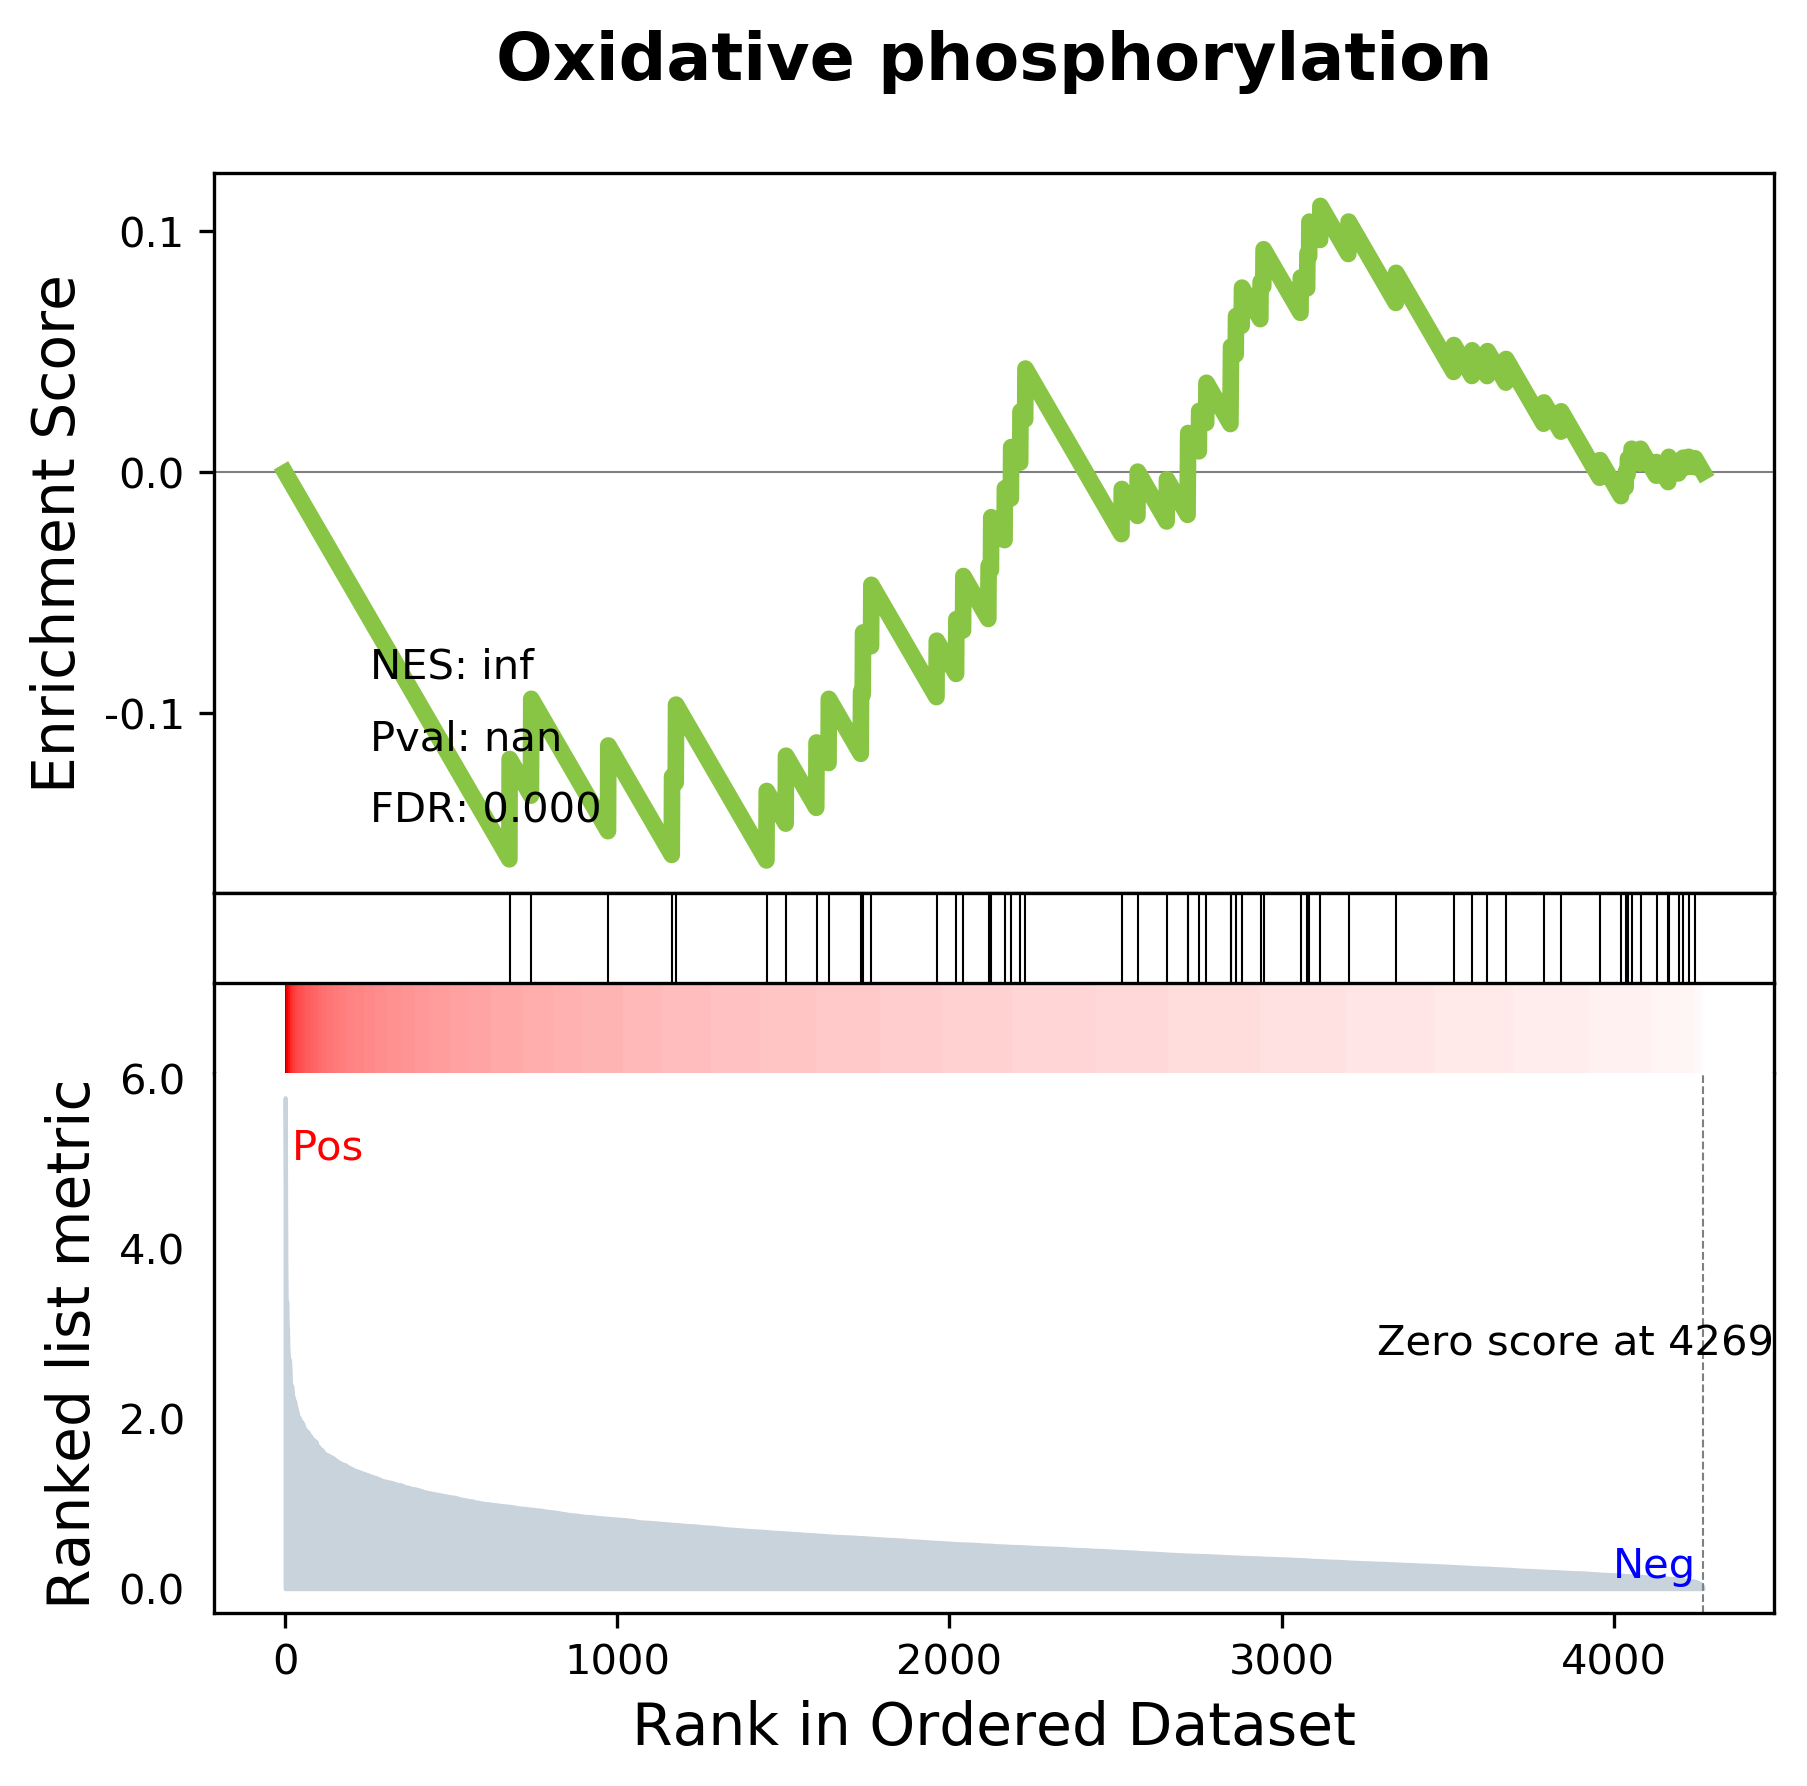 Oxidative phosphorylation
Enrichment Score
0.1
0.0
-0.1
NES: inf
Pval: nan
FDR: 0.000
Ranked list metric
6.0
4.0
2.0
0.0
Pos
Zero score at 4269
Neg
0 1000 2000 3000 4000
Rank in Ordered Dataset